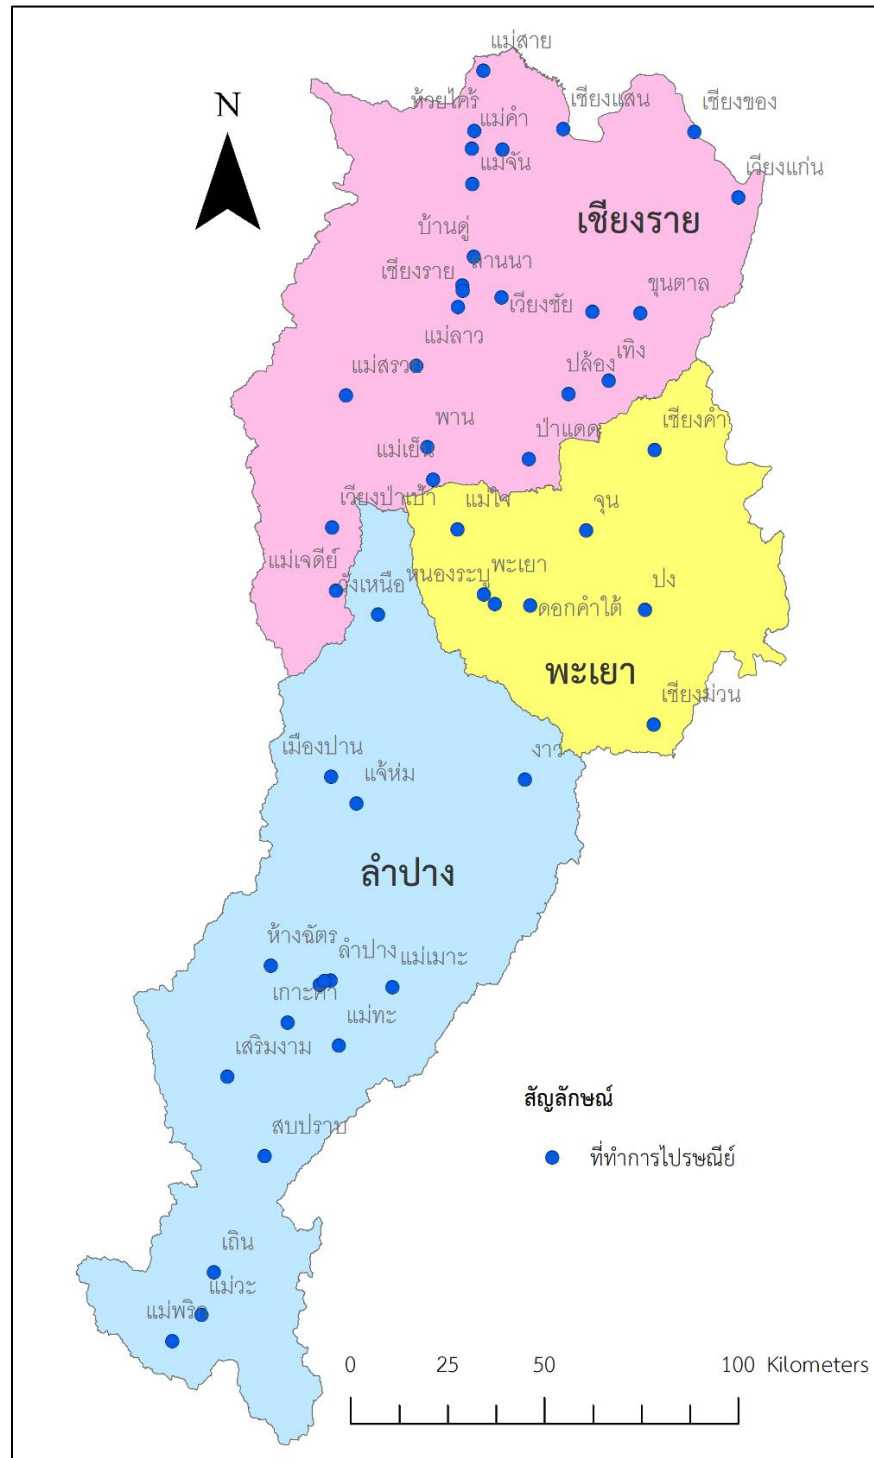 แม่สาย
N
ห้วยไคร้
แม่คำ
เชียงแสน
เชียงของ
แม่จัน
เวียงแก่น
เชียงราย
บ้านดู่
ลานนา
เชียงราย
เวียงชัย
ขุนตาล
แม่ลาว
แม่สรวย
ปล้อง
เทิง
พาน
ป่าแดด
เชียงคำ
แม่เย็น
เวียงป่าเป้า
แม่ใจ
จุน
แม่เจดีย์
วังเหนือ
หนองระบู
พะเยา
ดอกคำใต้
ปง
พะเยา
เชียงม่วน
เมืองปาน
แจ้ห่ม
งาว
ลำปาง
ห้างฉัตร
ลำปาง
แม่เมาะ
เกาะคา
แม่ทะ
เสริมงาม
สบปราบ
สัญลักษณ์
ที่ทำการไปรษณีย์
เถิน
แม่วะ
แม่พริก
0 25 50 100 Kilometers